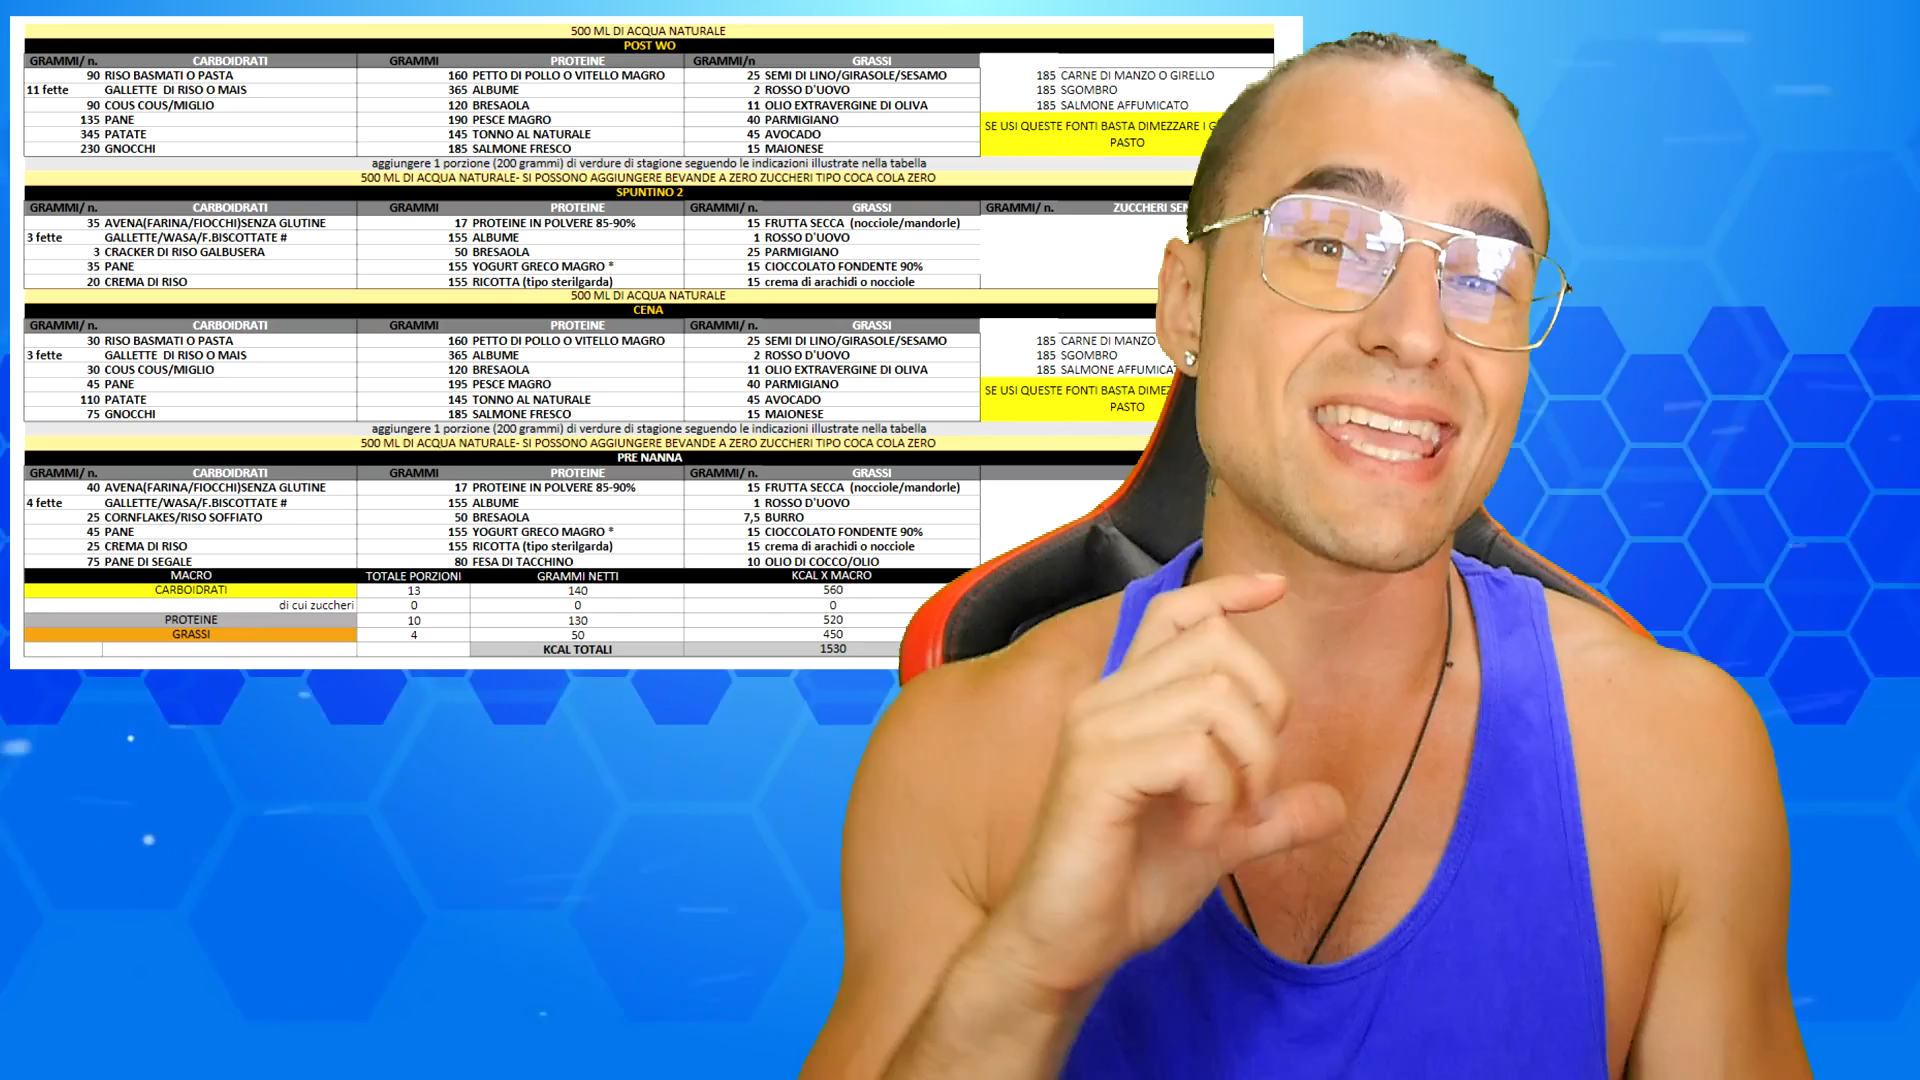 500 ML DI ACQUA NATURALE
POST WO
GRAMMI/ n. CARBOIDRATI GRAMMI PROTEINE GRAMMI/n GRASSI
90 RISO BASMATI O PASTA 160 PETTO DI POLLO O VITELLO MAGRO 25 SEMI DI LINO/GIRASOLE/SESAMO 185 CARNE DI MANZO O GIRELLO
11 fette GALLETTE DI RISO O MAIS 365 ALBUME 2 ROSSO D'UOVO 185 SGOMBRO
90 COUS COUS/MIGLIO 120 BRESAOLA 11 OLIO EXTRAVERGINE DI OLIVA 185 SALMONE AFFUMICATO
135 PANE 190 PESCE MAGRO 40 PARMIGIANO SE USI QUESTE FONTI BASTA DIMEZZARE I
345 PATATE 145 TONNO AL NATURALE 45 AVOCADO PASTO
230 GNOCCHI 185 SALMONE FRESCO 15 MAIONESE
aggiungere 1 porzione (200 grammi) di verdure di stagione seguendo le indicazioni illustrate nella tabella
500 ML DI ACQUA NATURALE- SI POSSONO AGGIUNGERE BEVANDE A ZERO ZUCCHERI TIPO COCA COLA ZERO
SPUNTINO 2
GRAMMI/ n. CARBOIDRATI GRAMMI PROTEINE GRAMMI/ n. GRASSI GRAMMI/ n. ZUCCHERI
35 AVENA(FARINA/FIOCCHI)SENZA GLUTINE 17 PROTEINE IN POLVERE 85-90% 15 FRUTTA SECCA (nocciole/mandorle)
3 fette GALLETTE/WASA/F.BISCOTTATE # 155 ALBUME 1 ROSSO D'UOVO
3 CRACKER DI RISO GALBUSERA 50 BRESAOLA 25 PARMIGIANO
35 PANE 155 YOGURT GRECO MAGRO * 15 CIOCCOLATO FONDENTE 90%
20 CREMA DI RISO 155 RICOTTA (tipo sterilgarda) 15 crema di arachidi o nocciole
500 ML DI ACQUA NATURALE
CENA
GRAMMI/ n. CARBOIDRATI GRAMMI PROTEINE GRAMMI/ n. GRASSI
30 RISO BASMATI O PASTA 160 PETTO DI POLLO O VITELLO MAGRO 25 SEMI DI LINO/GIRASOLE/SESAMO 185 CARNE DI MANZO
3 fette GALLETTE DI RISO O MAIS 365 ALBUME 2 ROSSO D'UOVO 185 SGOMBRO
30 COUS COUS/MIGLIO 120 BRESAOLA 11 OLIO EXTRAVERGINE DI OLIVA 185 SALMONE AFFUMICAT
45 PANE 195 PESCE MAGRO 40 PARMIGIANO SE USI QUESTE FONTI BASTA DIMEZ
110 PATATE 145 TONNO AL NATURALE 45 AVOCADO PASTO
75 GNOCCHI 185 SALMONE FRESCO 15 MAIONESE
aggiungere 1 porzione (200 grammi) di verdure di stagione seguendo le indicazioni illustrate nella tabella
500 ML DI ACQUA NATURALE- SI POSSONO AGGIUNGERE BEVANDE A ZERO ZUCCHERI TIPO COCA COLA ZERO
PRE NANNA
GRAMMI/ n. CARBOIDRATI GRAMMI PROTEINE GRAMMI/ n. GRASSI
40 AVENA(FARINA/FIOCCHI)SENZA GLUTINE 17 PROTEINE IN POLVERE 85-90% 15 FRUTTA SECCA (nocciole/mandorle)
4 fette GALLETTE/WASA/F.BISCOTTATE # 155 ALBUME 1 ROSSO D'UOVO
25 CORNFLAKES/RISO SOFFIATO 50 BRESAOLA 7,5 BURRO
45 PANE 155 YOGURT GRECO MAGRO * 15 CIOCCOLATO FONDENTE 90%
25 CREMA DI RISO 155 RICOTTA (tipo sterilgarda) 15 crema di arachidi o nocciole
75 PANE DI SEGALE 80 FESA DI TACCHINO 10 OLIO DI COCCO/OLIO
MACRO TOTALE PORZIONI GRAMMI NETTI KCAL X MACRO
CARBOIDRATI 13 140 560
di cui zuccheri 0 0 0
PROTEINE 10 130 520
GRASSI 4 50 450
KCAL TOTALI 1530